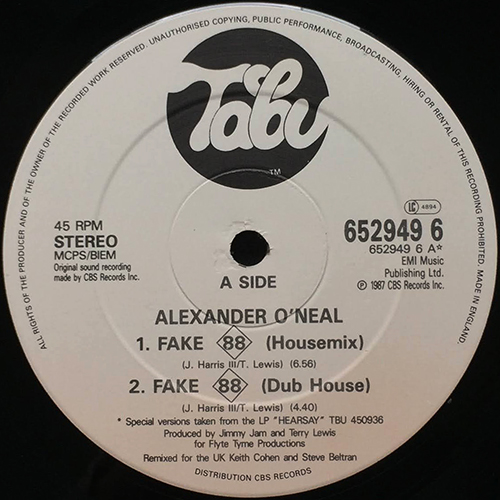 ALL RIGHTS OF THE PRODUCER AND OF THE OWNER OF THE RECORDED WORK RESERVED. UNAUTHORISED COPYING, PUBLIC PERFORMANCE, BROADCASTING, HIRING OR RENTAL OF THIS RECORDING PROHIBITED. MADE IN ENGLAND.
Tabu
TM
LC 4894
45 RPM
STEREO
MCPS/BIEM
Original sound recording
made by CBS Records Inc.
652949 6
652949 6 A*
EMI Music
Publishing Ltd.
℗ 1987 CBS Records Inc.
A SIDE
ALEXANDER O'NEAL
1. FAKE 88 (Housemix)
(J. Harris III/T. Lewis) (6.56)
2. FAKE 88 (Dub House)
(J. Harris III/T. Lewis) (4.40)
* Special versions taken from the LP "HEARSAY" TBU 450936
Produced by Jimmy Jam and Terry Lewis
for Flyte Tyme Productions
Remixed for the UK Keith Cohen and Steve Beltran
DISTRIBUTION CBS RECORDS